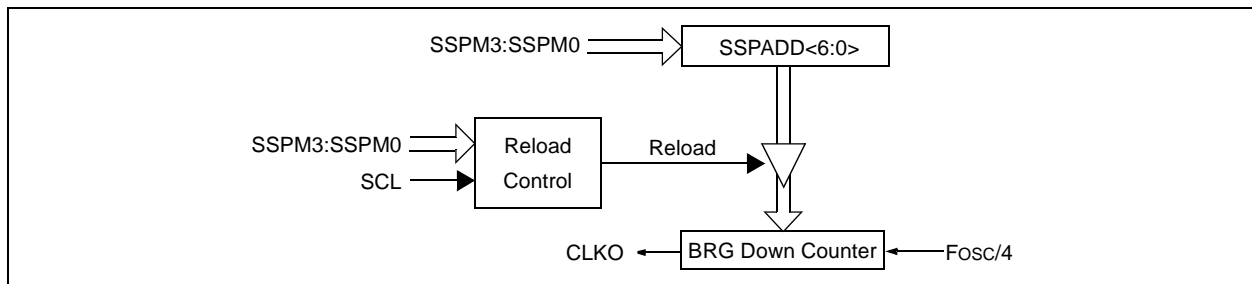 SSPM3:SSPM0
SSPADD<6:0>
SSPM3:SSPM0
SCL
Reload
Control
Reload
CLKO
BRG Down Counter
FOSC/4